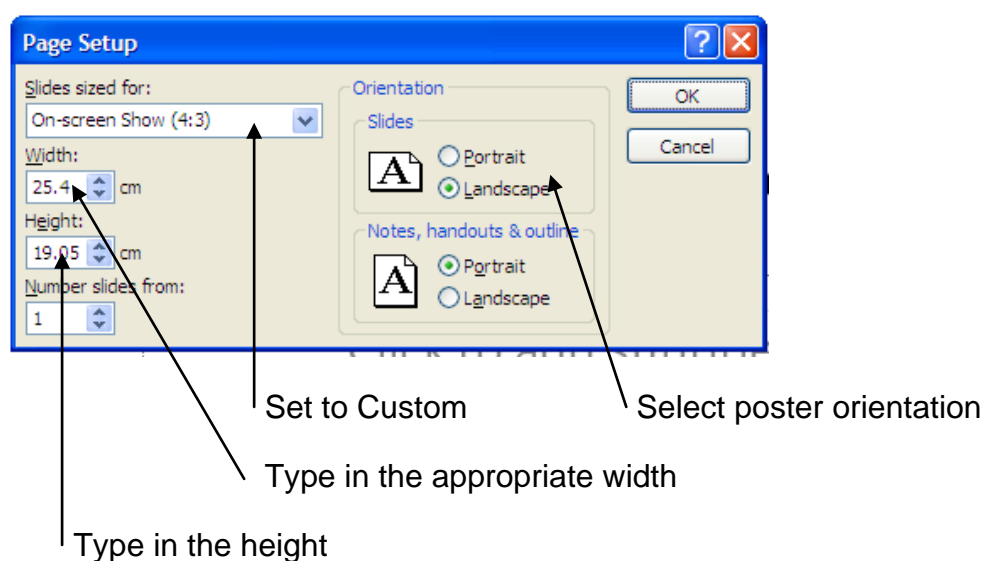 Page Setup
Slides sized for:
On-screen Show (4:3)
Width:
25.4 cm
Height:
19.05 cm
Number slides from:
1
Orientation
Slides
A
Portrait
Landscape
Notes, handouts & outline
A
Portrait
Landscape
OK
Cancel
Set to Custom
Select poster orientation
Type in the appropriate width
Type in the height